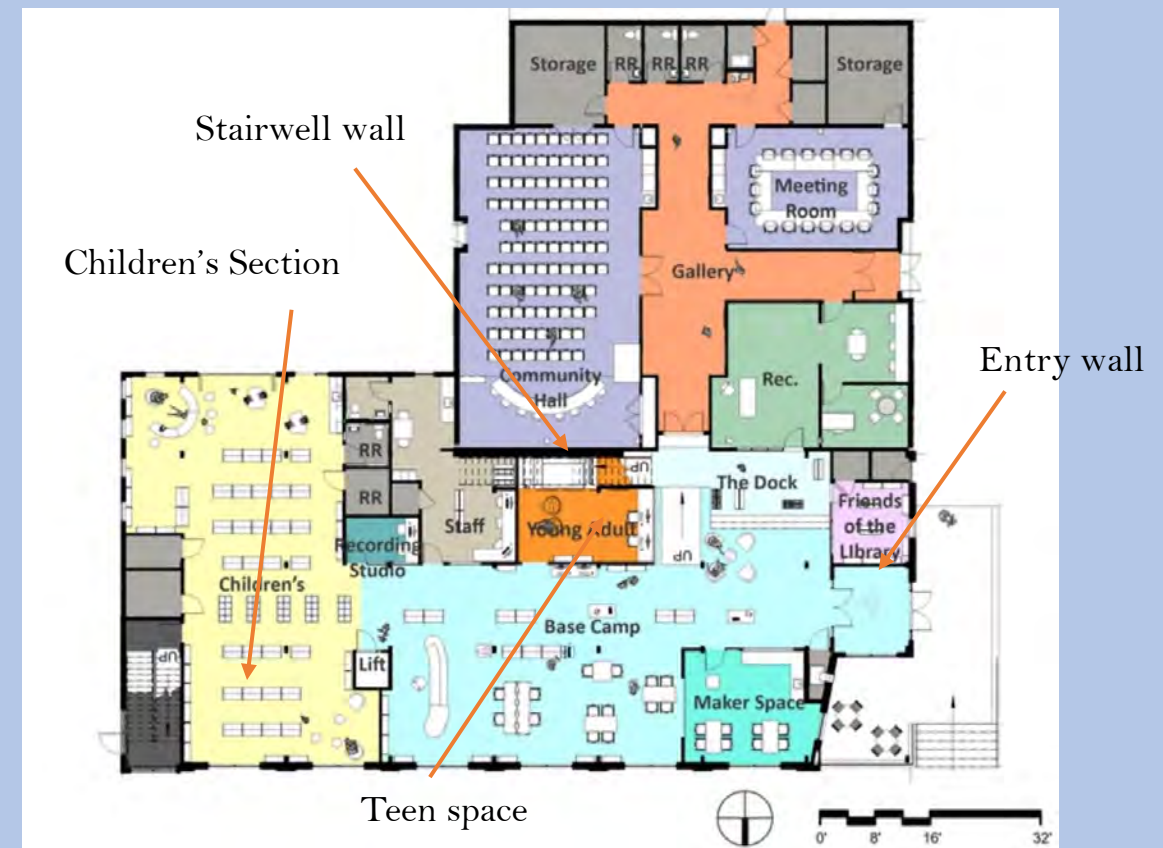 Storage
RR
RR
RR
Storage
Stairwell wall
Meeting
Room
Children's Section
Gallery
Entry wall
Community
Hall
Rec.
RR
UP
The Dock
RR
Staff
Young Adult
Friends
of the
LIbrary
Recording
Studio
UP
Children's
Base Camp
UP
Lift
Maker Space
Teen space
0'
8'
16'
32'